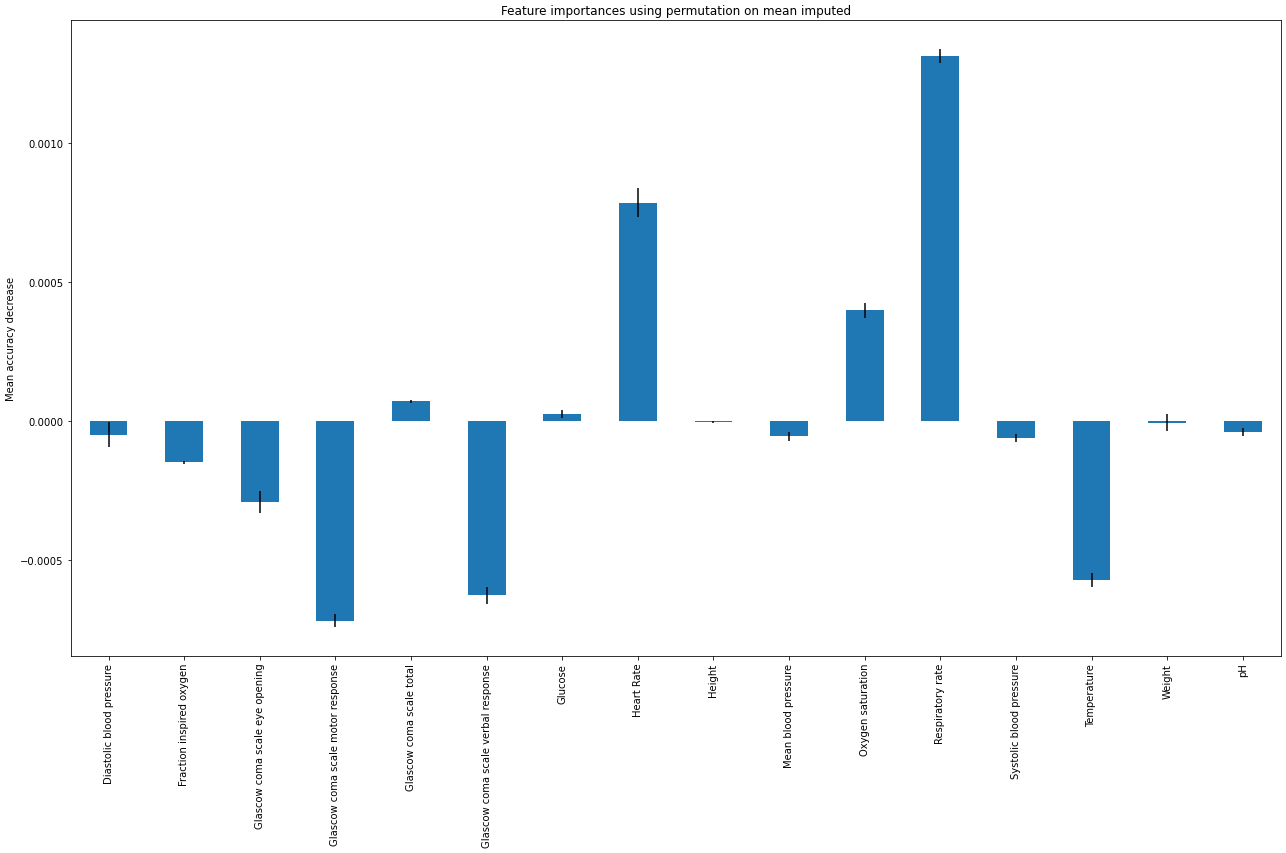 Feature importances using permutation on mean imputed
Mean accuracy decrease
0.0010
0.0005
0.0000
−0.0005
Diastolic blood pressure
Fraction inspired oxygen
Glascow coma scale eye opening
Glascow coma scale motor response
Glascow coma scale total
Glascow coma scale verbal response
Glucose
Heart Rate
Height
Mean blood pressure
Oxygen saturation
Respiratory rate
Systolic blood pressure
Temperature
Weight
pH